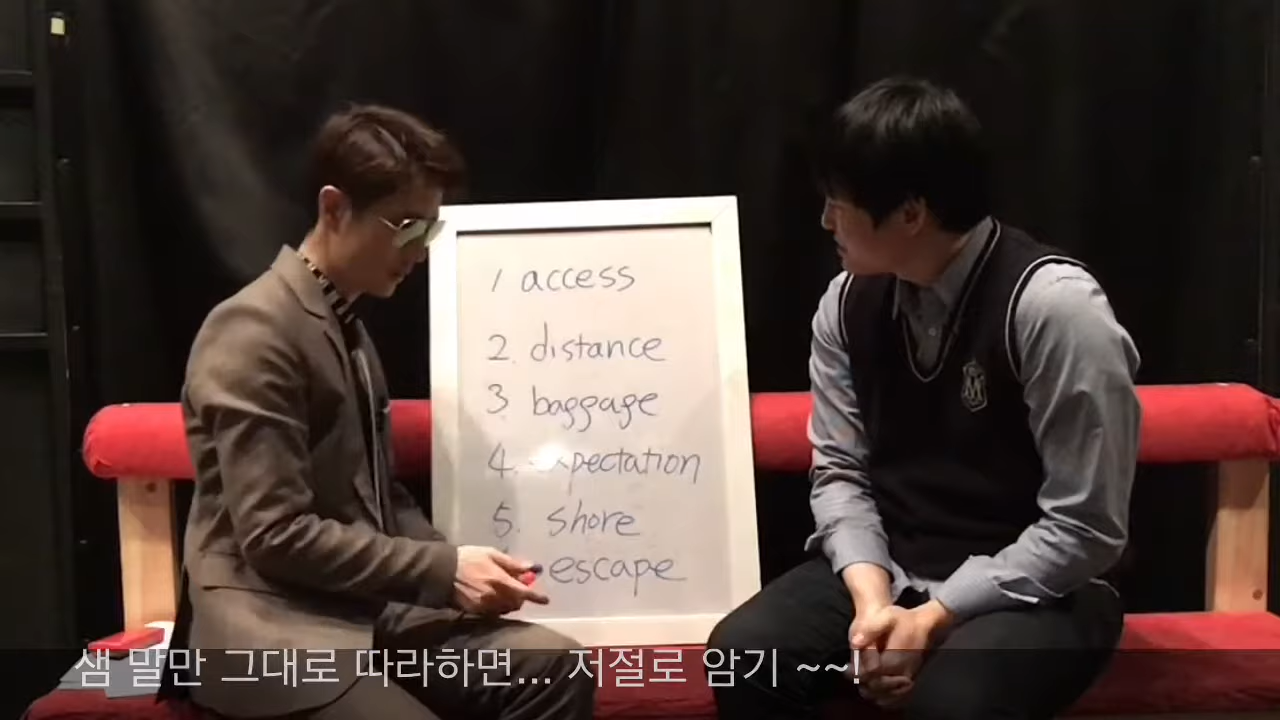 1 access
2. distance
3 baggage
4. expectation
5. shore
escape
샘 말만 그대로 따라하면... 저절로 암기 ~~!